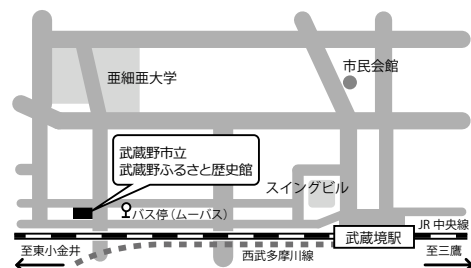 亜細亜大学
市民会館
武蔵野市立
武蔵野ふるさと歴史館
スイングビル
バス停（ムーバス）
JR 中央線
武蔵境駅
至東小金井
西武多摩川線
至三鷹